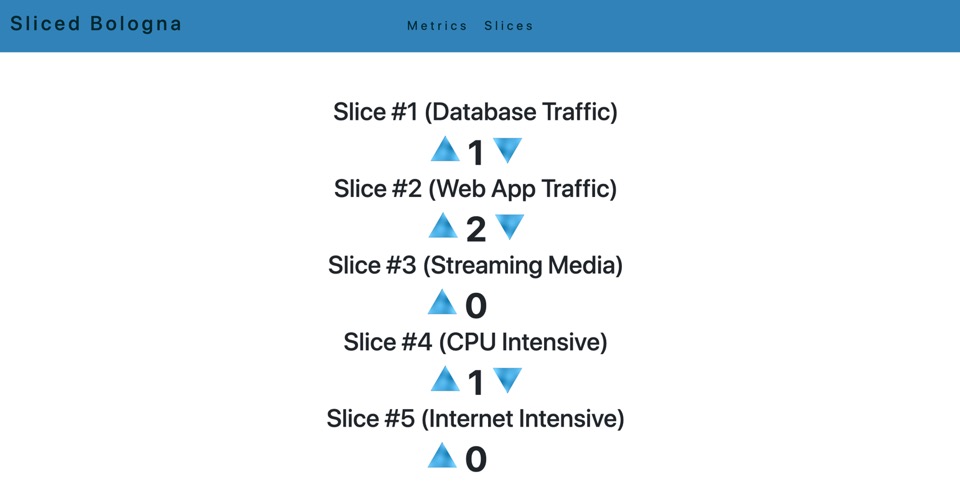 Sliced Bologna
Metrics Slices
Slice #1 (Database Traffic)
1
Slice #2 (Web App Traffic)
2
Slice #3 (Streaming Media)
0
Slice #4 (CPU Intensive)
1
Slice #5 (Internet Intensive)
0